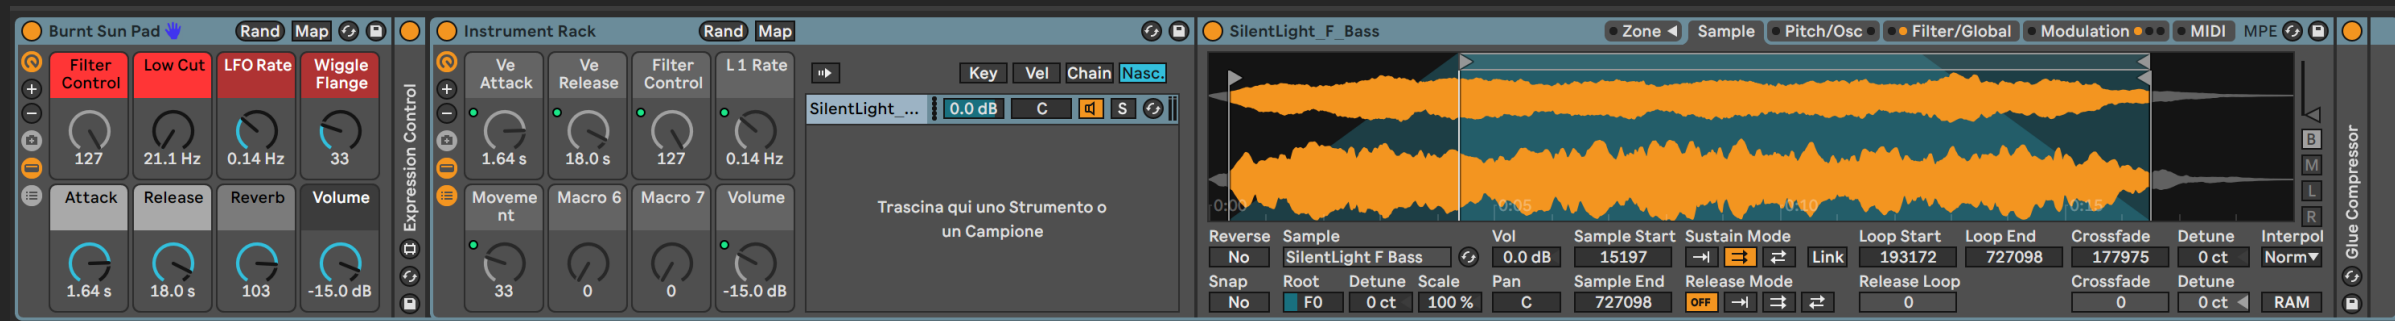 Burnt Sun Pad Rand Map
Filter Control Low Cut LFO Rate Wiggle Flange
127 21.1 Hz 0.14 Hz 33
Attack Release Reverb Volume
1.64 s 18.0 s 103 -15.0 dB
Expression Control
Instrument Rack Rand Map
Ve Attack Ve Release Filter Control L 1 Rate
1.64 s 18.0 s 127 0.14 Hz
Moveme nt Macro 6 Macro 7 Volume
33 0 0 -15.0 dB
Key Vel Chain Nasc.
SilentLight_... 0.0 dB C S
Trascina qui uno Strumento o
un Campione
SilentLight_F_Bass Zone Sample Pitch/Osc Filter/Global Modulation MIDI MPE
B
M
L
R
0:00 0:05 0:10 0:15
Reverse Sample Vol Sample Start Sustain Mode Loop Start Loop End Crossfade Detune Interpol
No SilentLight F Bass 0.0 dB 15197 Link 193172 727098 177975 0 ct Norm
Snap Root Detune Scale Pan Sample End Release Mode Release Loop Crossfade Detune
No F0 0 ct 100 % C 727098 OFF 0 0 0 ct RAM
Glue Compressor